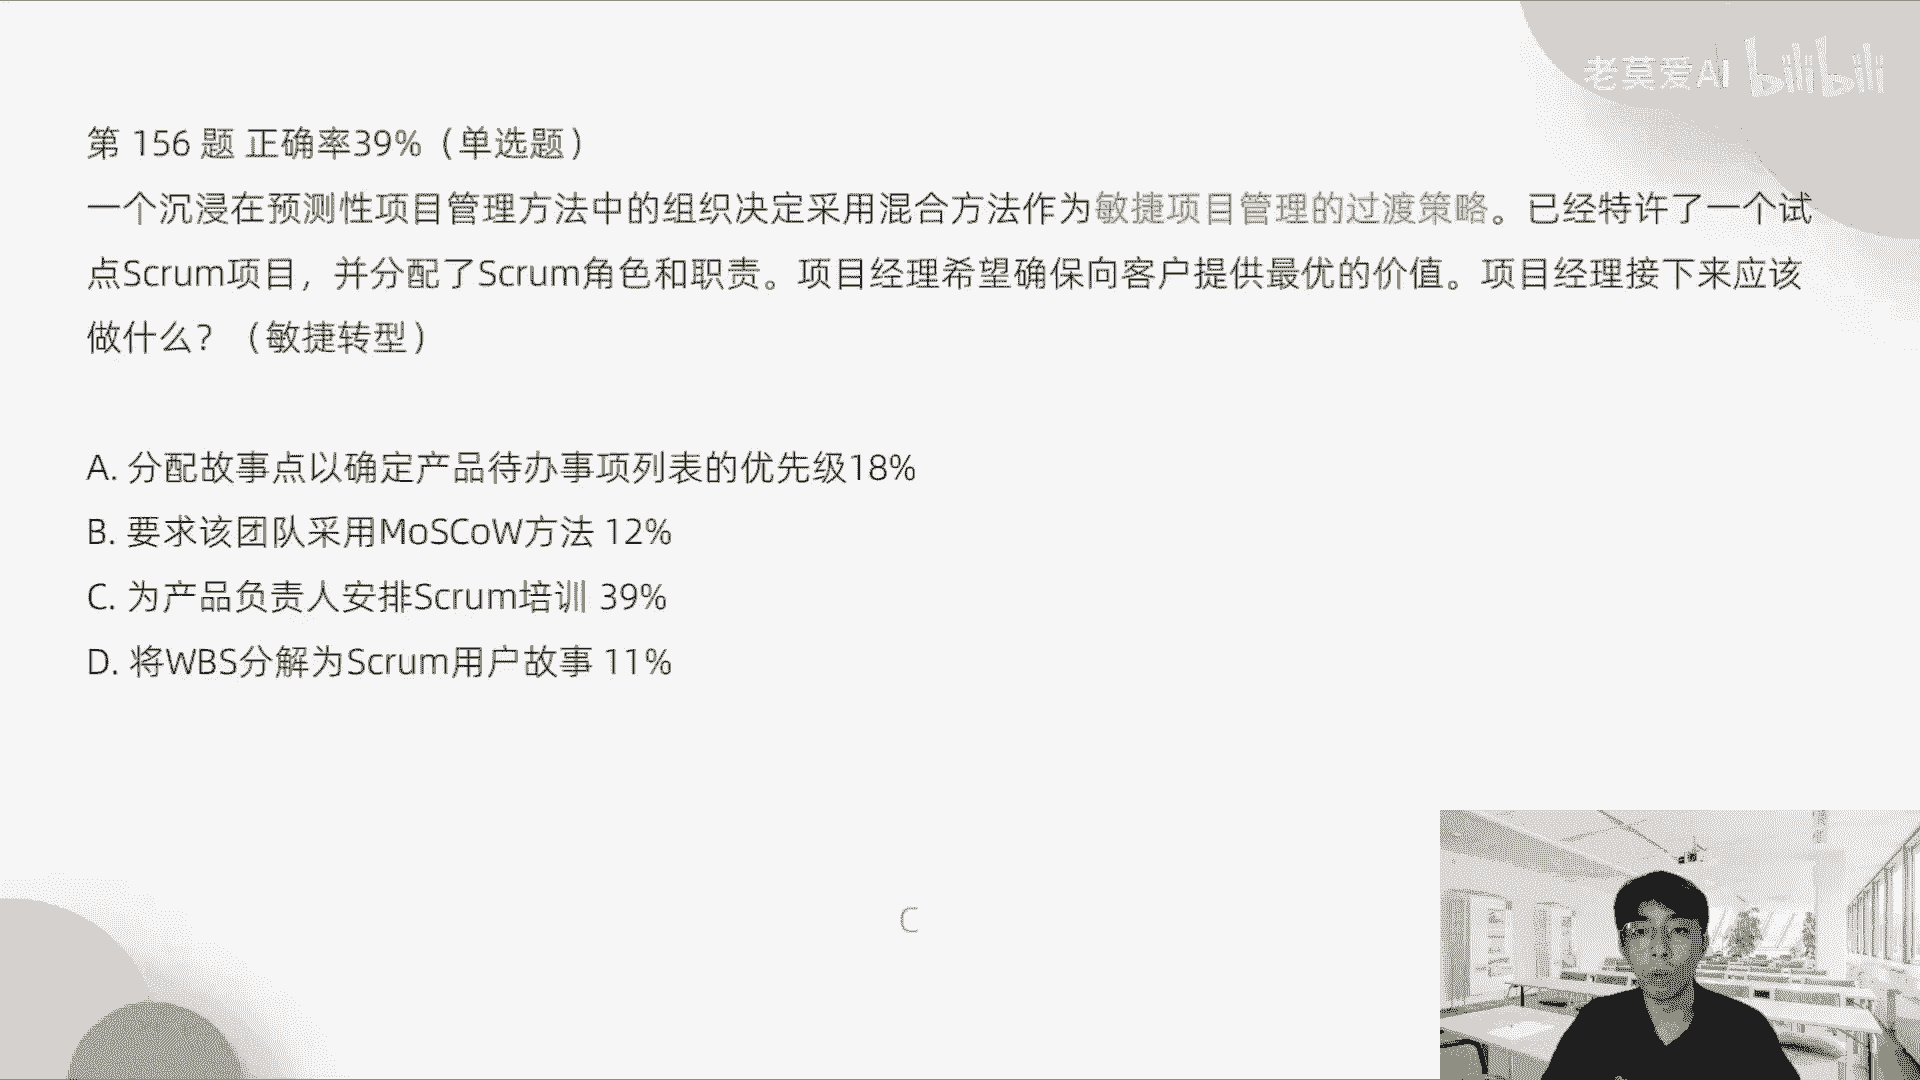 老莫爱AI bilibili
第 156 题 正确率39%（单选题）
一个沉浸在预测性项目管理方法中的组织决定采用混合方法作为敏捷项目管理的过渡策略。已经特许了一个试
点Scrum项目，并分配了Scrum角色和职责。项目经理希望确保向客户提供最优的价值。项目经理接下来应该
做什么？（敏捷转型）
A. 分配故事点以确定产品待办事项列表的优先级18%
B. 要求该团队采用MoSCoW方法 12%
C. 为产品负责人安排Scrum培训 39%
D. 将WBS分解为Scrum用户故事 11%
C